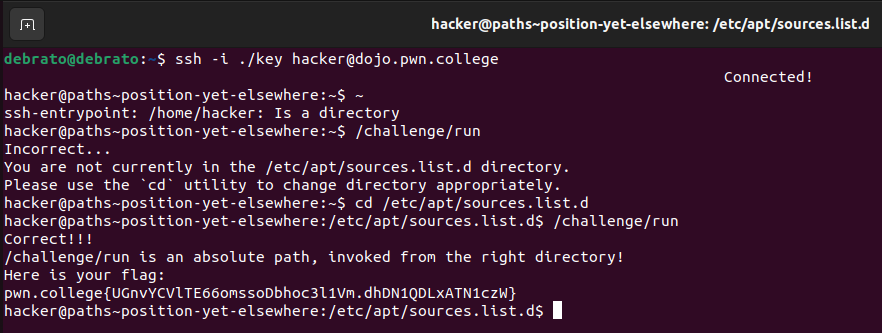 hacker@paths~position-yet-elsewhere: /etc/apt/sources.list.d
debrato@debrato:~$ ssh -i ./key hacker@dojo.pwn.college
Connected!
hacker@paths~position-yet-elsewhere:~$ ~
ssh-entrypoint: /home/hacker: Is a directory
hacker@paths~position-yet-elsewhere:~$ /challenge/run
Incorrect...
You are not currently in the /etc/apt/sources.list.d directory.
Please use the `cd` utility to change directory appropriately.
hacker@paths~position-yet-elsewhere:~$ cd /etc/apt/sources.list.d
hacker@paths~position-yet-elsewhere:/etc/apt/sources.list.d$ /challenge/run
Correct!!!
/challenge/run is an absolute path, invoked from the right directory!
Here is your flag:
pwn.college{UGnvYCVlTE66omssoDbhoc3l1Vm.dhDN1QDLxATN1czW}
hacker@paths~position-yet-elsewhere:/etc/apt/sources.list.d$